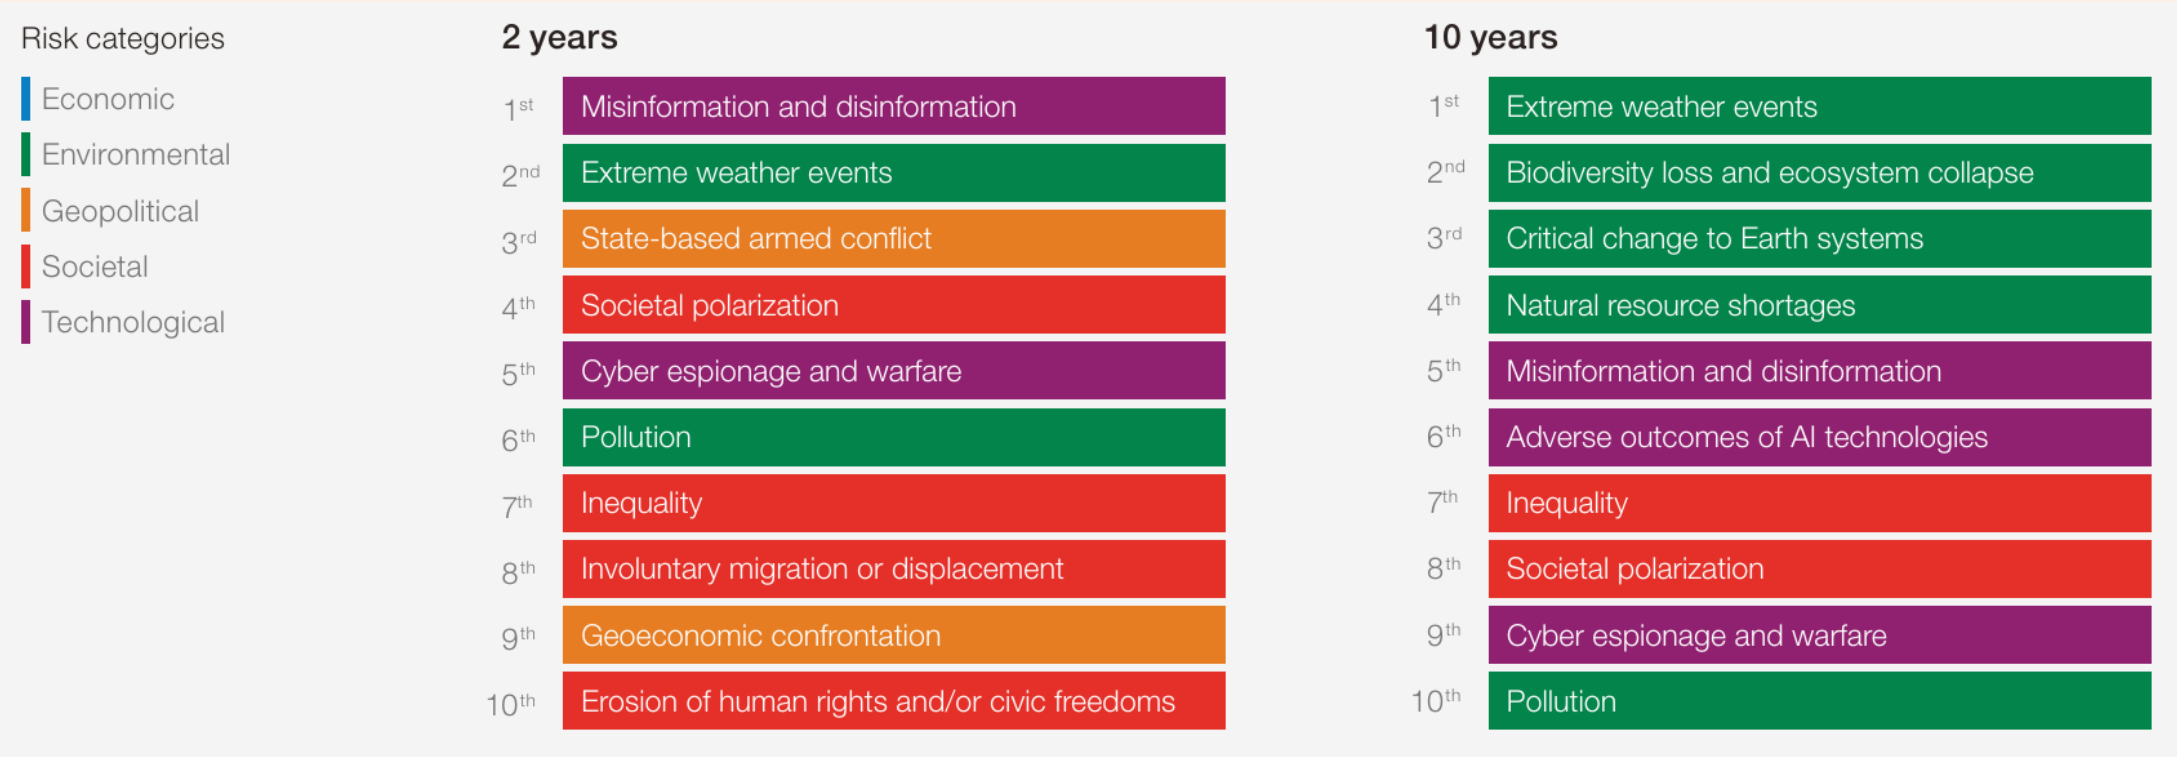 Risk categories
Economic
Environmental
Geopolitical
Societal
Technological
2 years
1st Misinformation and disinformation
2nd Extreme weather events
3rd State-based armed conflict
4th Societal polarization
5th Cyber espionage and warfare
6th Pollution
7th Inequality
8th Involuntary migration or displacement
9th Geoeconomic confrontation
10th Erosion of human rights and/or civic freedoms
10 years
1st Extreme weather events
2nd Biodiversity loss and ecosystem collapse
3rd Critical change to Earth systems
4th Natural resource shortages
5th Misinformation and disinformation
6th Adverse outcomes of AI technologies
7th Inequality
8th Societal polarization
9th Cyber espionage and warfare
10th Pollution